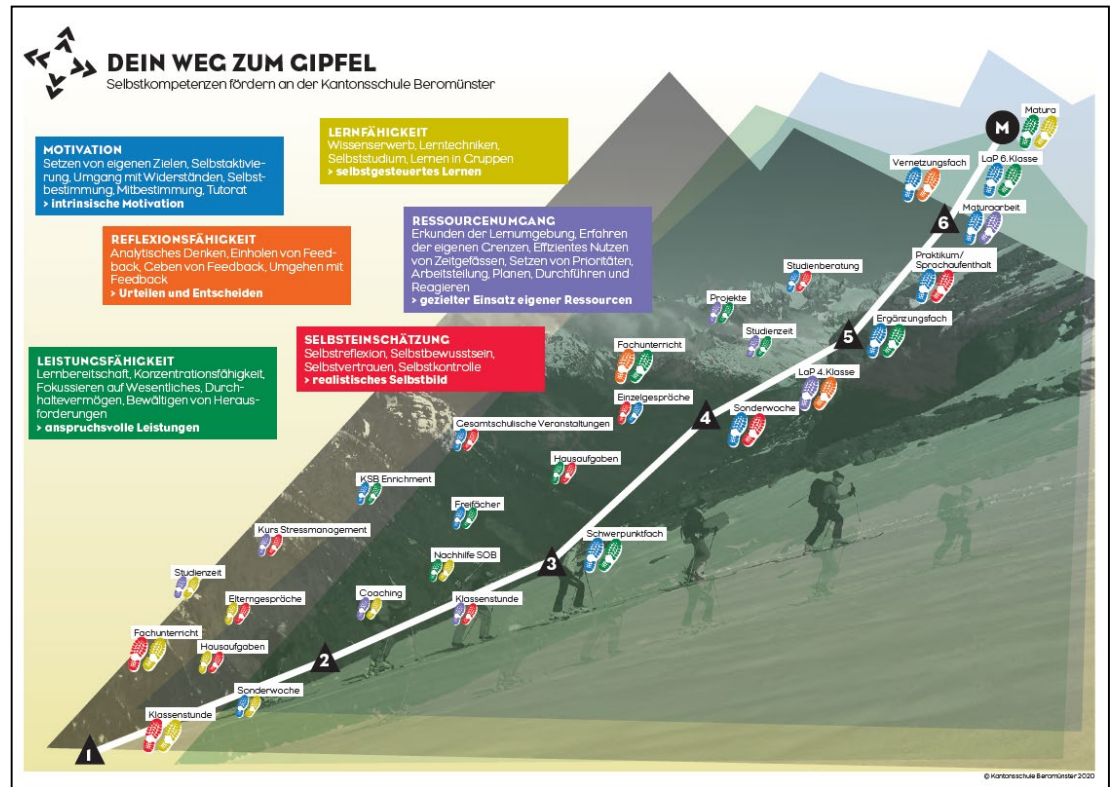 DEIN WEG ZUM GIPFEL
Selbstkompetenzen fördern an der Kantonsschule Beromünster
MOTIVATION
Setzen von eigenen Zielen, Selbstaktivie-
rung, Umgang mit Widerständen, Selbst-
bestimmung, Mitbestimmung, Tutorat
> intrinsische Motivation
LERNFÄHIGKEIT
Wissenserwerb, Lerntechniken,
Selbststudium, Lernen in Gruppen
> selbstgesteuertes Lernen
REFLEXIONSFÄHIGKEIT
Analytisches Denken, Einholen von Feed-
back, Geben von Feedback, Umgehen mit
Feedback
> Urteilen und Entscheiden
RESSOURCENUMGANG
Erkunden der Lernumgebung, Erfahren
der eigenen Grenzen, Effizientes Nutzen
von Zeitgefässen, Setzen von Prioritäten,
Arbeitsteilung, Planen, Durchführen und
Reagieren
> gezielter Einsatz eigener Ressourcen
LEISTUNGSFÄHIGKEIT
Lernbereitschaft, Konzentrationsfähigkeit,
Fokussieren auf Wesentliches, Durch-
haltevermögen, Bewältigen von Heraus-
forderungen
> anspruchsvolle Leistungen
SELBSTEINSCHÄTZUNG
Selbstreflexion, Selbstbewusstsein,
Selbstvertrauen, Selbstkontrolle
> realistisches Selbstbild
Matura
M
LaP 6. Klasse
Vernetzungsfach
Maturaarbeit
6
Praktikum/
Sprachaufenthalt
Studienberatung
Projekte
Ergänzungsfach
Studienzeit
5
Fachunterricht
LaP 4. Klasse
Einzelgespräche
Sonderwoche
4
Gesamtschulische Veranstaltungen
Hausaufgaben
KSB Enrichment
Freifächer
Kurs Stressmanagement
Schwerpunktfach
Nachhilfe SOB
3
Studienzeit
Coaching
Elterngespräche
Klassenstunde
Fachunterricht
Hausaufgaben
2
Sonderwoche
Klassenstunde
1
© Kantonsschule Beromünster 2020